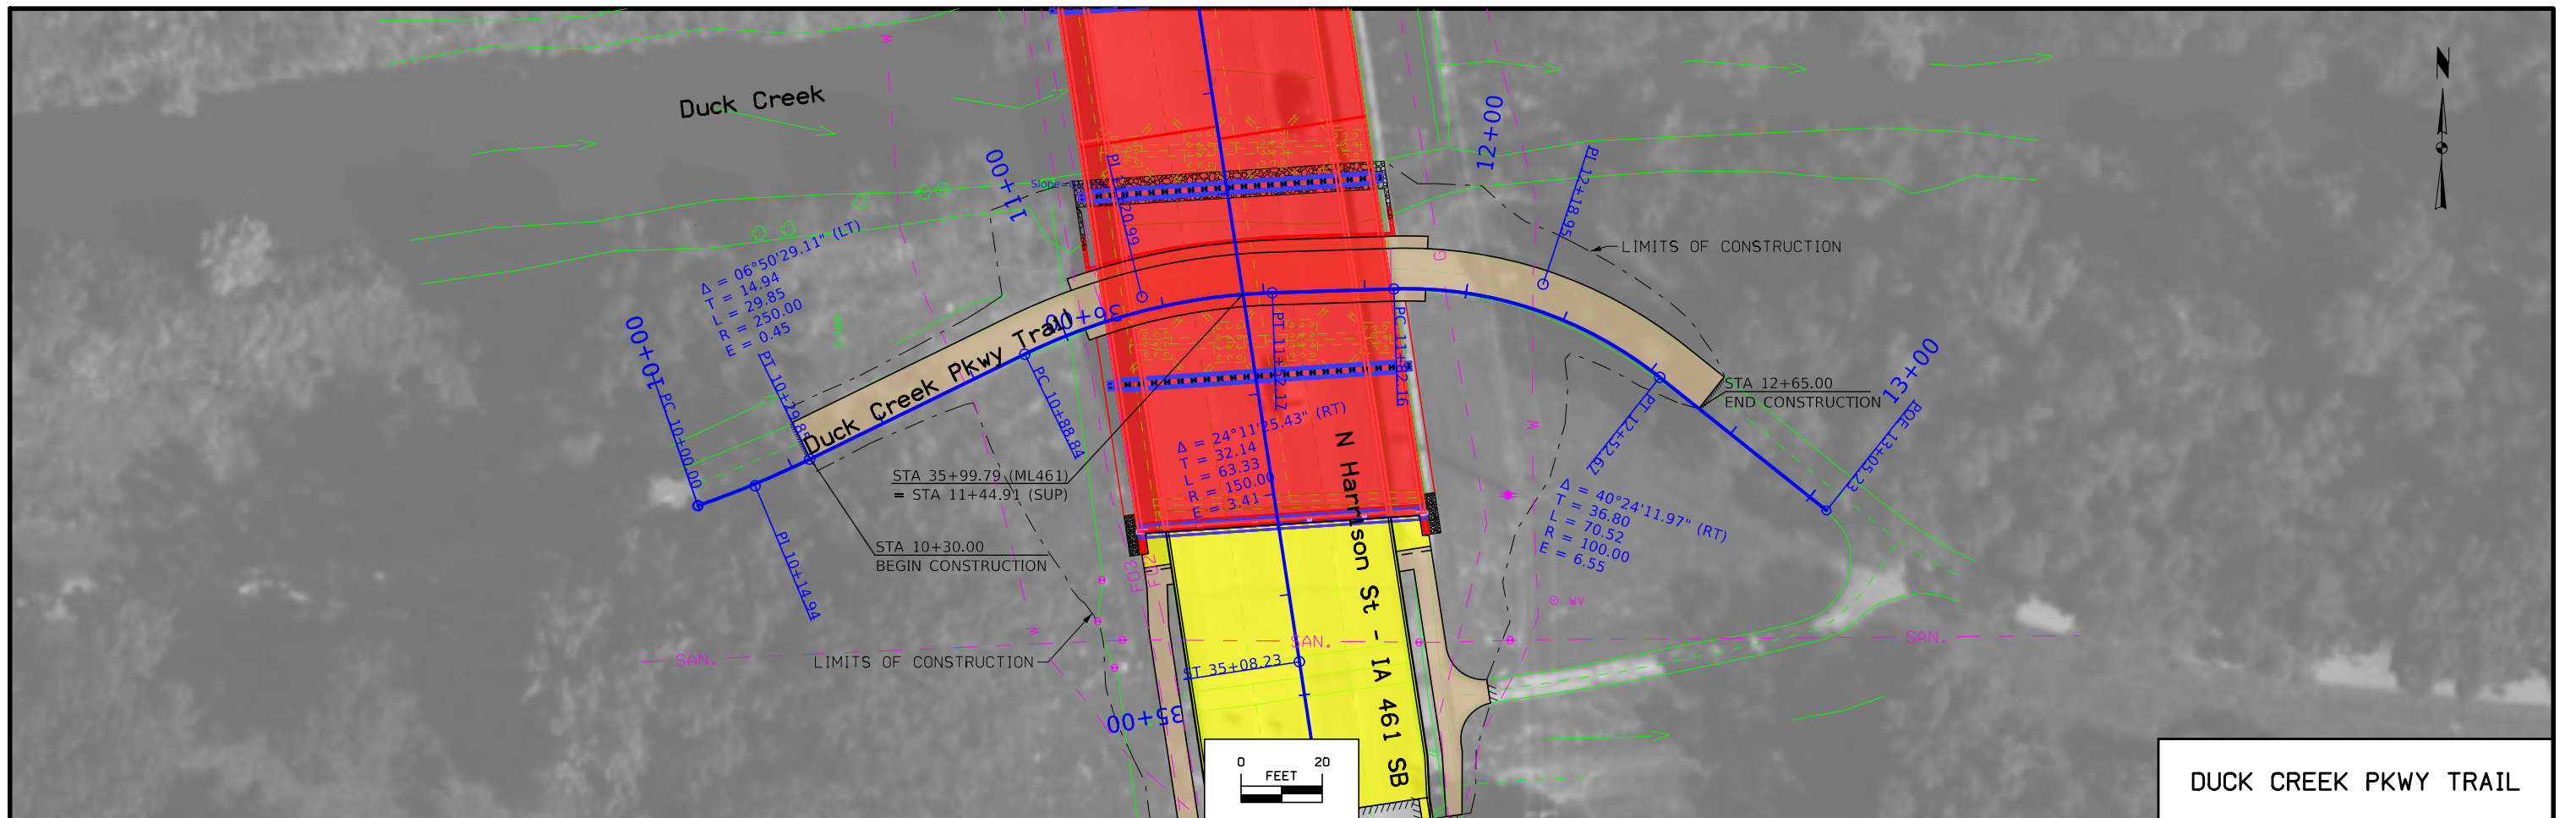 Duck Creek
11+00
12+00
PI 12+18.95
Δ = 06°50'29.11" (LT)
T = 14.94
L = 29.85
R = 250.00
E = 0.45
LIMITS OF CONSTRUCTION
G
W
10+00
PC 10+00.00
PT 10+29.85
Duck Creek Pkwy Trail
36+00
PC 10+88.84
PT 11+52.17
PC 11+82.16
STA 12+65.00
END CONSTRUCTION
13+00
POE 13+05.23
PT 12+52.67
STA 35+99.79 (ML461)
= STA 11+44.91 (SUP)
Δ = 24°11'25.43" (RT)
T = 32.14
L = 63.33
R = 150.00
E = 3.41
N Harrison St - IA 461 SB
Δ = 40°24'11.97" (RT)
T = 36.80
L = 70.52
R = 100.00
E = 6.55
STA 10+30.00
BEGIN CONSTRUCTION
PI 10+14.94
FO3
FO2
WV
LIMITS OF CONSTRUCTION
SAN.
SAN.
SAN.
ST 35+08.23
35+00
0 20
FEET
N
DUCK CREEK PKWY TRAIL